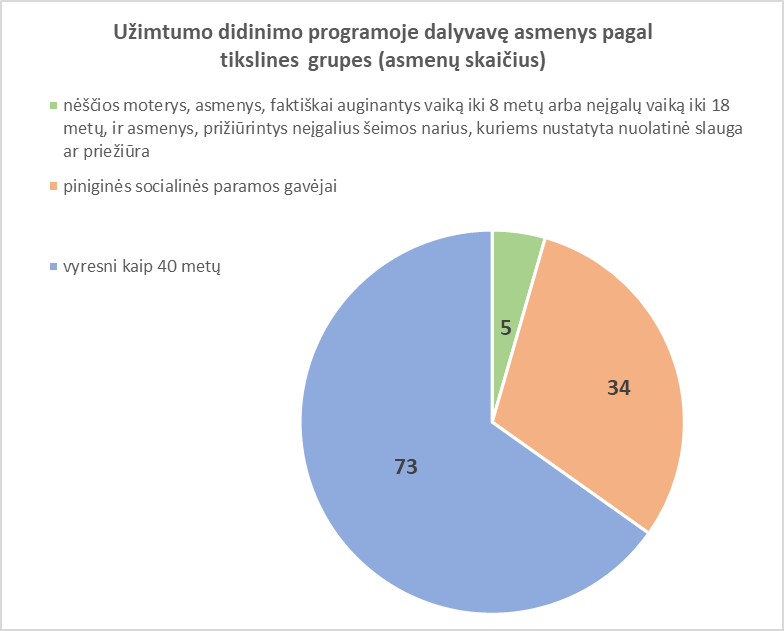 Užimtumo didinimo programoje dalyvavę asmenys pagal
tikslines grupes (asmenų skaičius)
nėščios moterys, asmenys, faktiškai auginantys vaiką iki 8 metų arba neįgalų vaiką iki 18
metų, ir asmenys, prižiūrintys neįgalius šeimos narius, kuriems nustatyta nuolatinė slauga
ar priežiūra
piniginės socialinės paramos gavėjai
vyresni kaip 40 metų
5
34
73